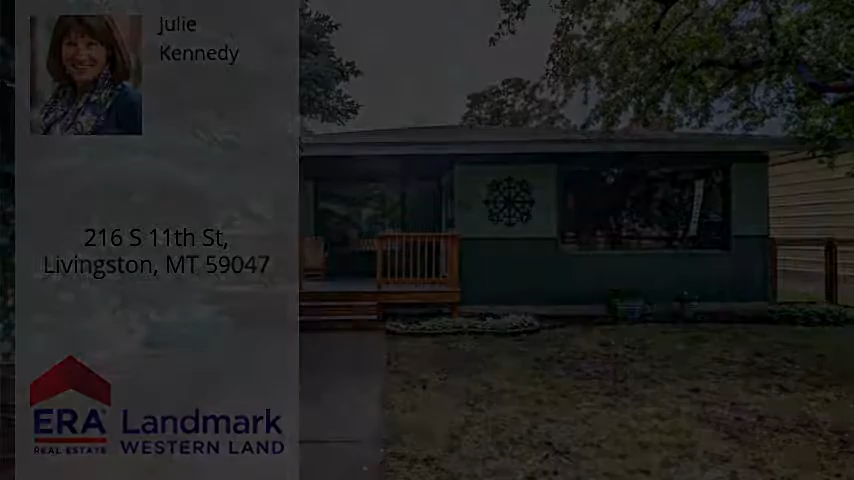 Julie
Kennedy
216 S 11th St,
Livingston, MT 59047
ERA
REAL ESTATE
Landmark
WESTERN LAND